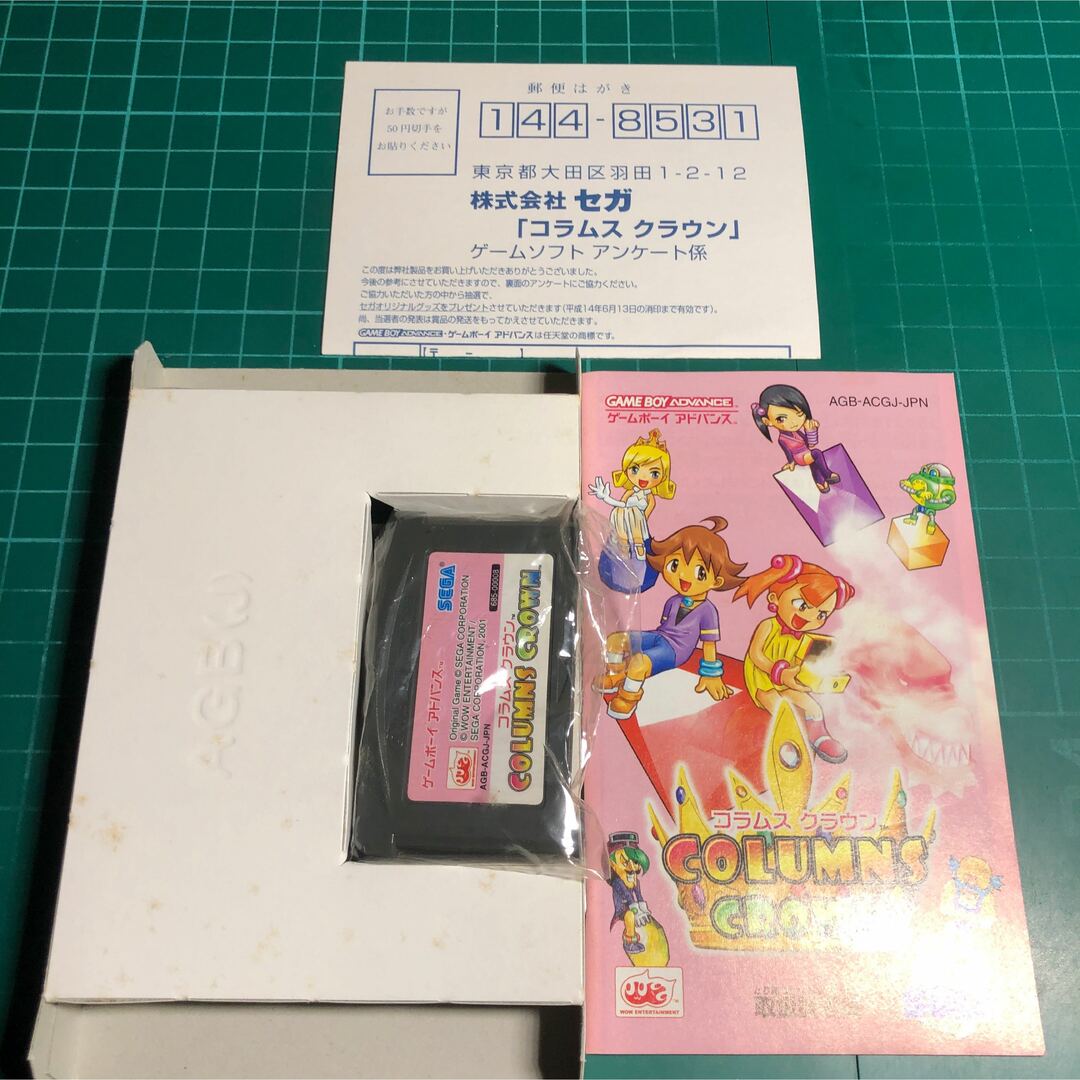 郵便はがき
お手数ですが
50円切手を
お貼りください
144-8531
東京都大田区羽田1-2-12
株式会社 セガ
「コラムス クラウン」
ゲームソフト アンケート係
この度は弊社製品をお買い上げいただきありがとうございました。
今後の参考にさせていただきますので、裏面のアンケートにご協力ください。
ご協力いただいた方の中から抽選で、
セガオリジナルグッズをプレゼントさせていただきます(平成14年6月13日の消印まで有効です)。
尚、当選者の発表は賞品の発送をもってかえさせていただきます。
GAME BOY ADVANCE・ゲームボーイ アドバンスは任天堂の商標です。
〒 -
AGB
ゲームボーイ アドバンス™
SEGA
Original Game © SEGA CORPORATION
© WOW ENTERTAINMENT /
SEGA CORPORATION, 2001
AGB-ACGJ-JPN
685-00008
コラムス クラウン™
COLUMNS CROWN
GAME BOY ADVANCE™
ゲームボーイ アドバンス™
AGB-ACGJ-JPN
コラムス クラウン
COLUMNS
CROWN
WOW ENTERTAINMENT™